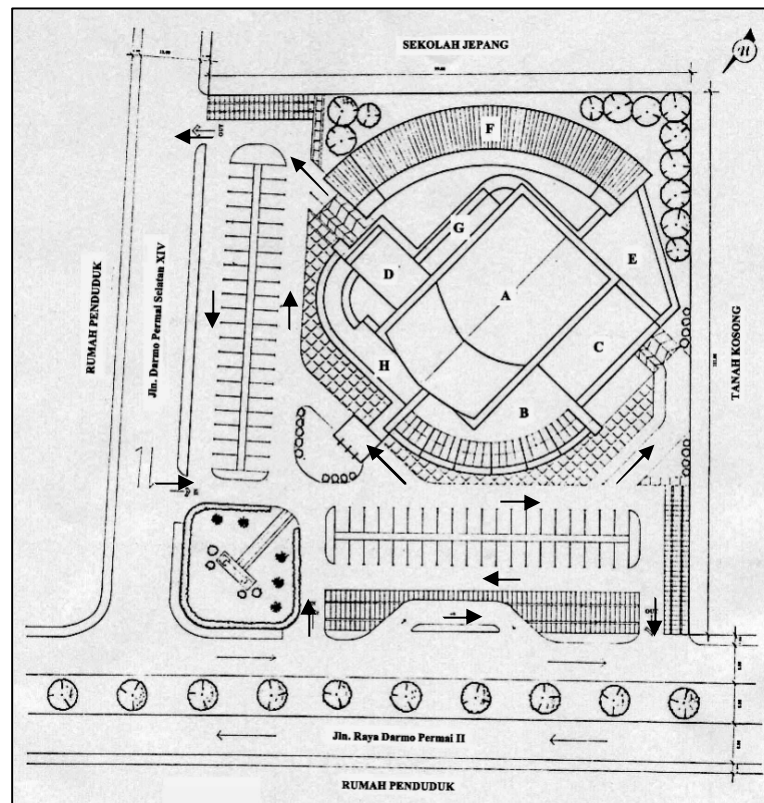 SEKOLAH JEPANG
U
OUT
F
G
D
E
A
C
H
B
RUMAH PENDUDUK
Jln. Darmo Permai Selatan XIV
TANAH KOSONG
OUT
Jln. Raya Darmo Permai II
RUMAH PENDUDUK